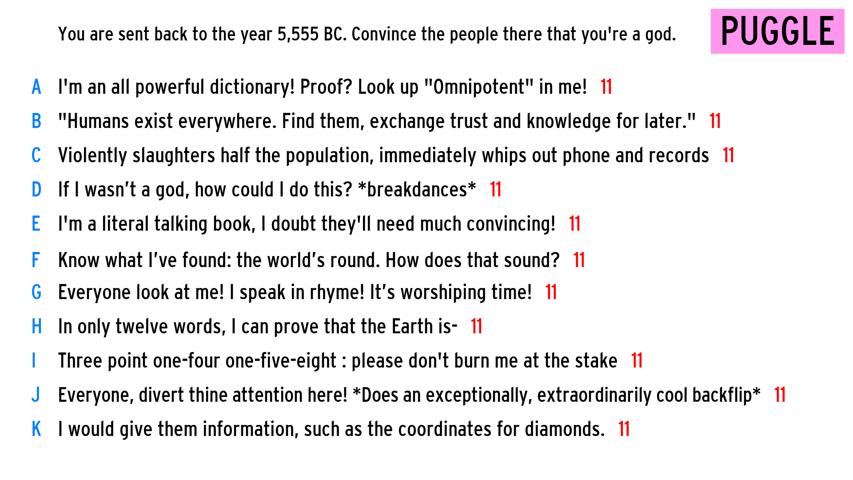 You are sent back to the year 5,555 BC. Convince the people there that you're a god.
PUGGLE
A I'm an all powerful dictionary! Proof? Look up "Omnipotent" in me! 11
B "Humans exist everywhere. Find them, exchange trust and knowledge for later." 11
C Violently slaughters half the population, immediately whips out phone and records 11
D If I wasn’t a god, how could I do this? *breakdances* 11
E I'm a literal talking book, I doubt they'll need much convincing! 11
F Know what I’ve found: the world’s round. How does that sound? 11
G Everyone look at me! I speak in rhyme! It’s worshiping time! 11
H In only twelve words, I can prove that the Earth is- 11
I Three point one-four one-five-eight : please don't burn me at the stake 11
J Everyone, divert thine attention here! *Does an exceptionally, extraordinarily cool backflip* 11
K I would give them information, such as the coordinates for diamonds. 11